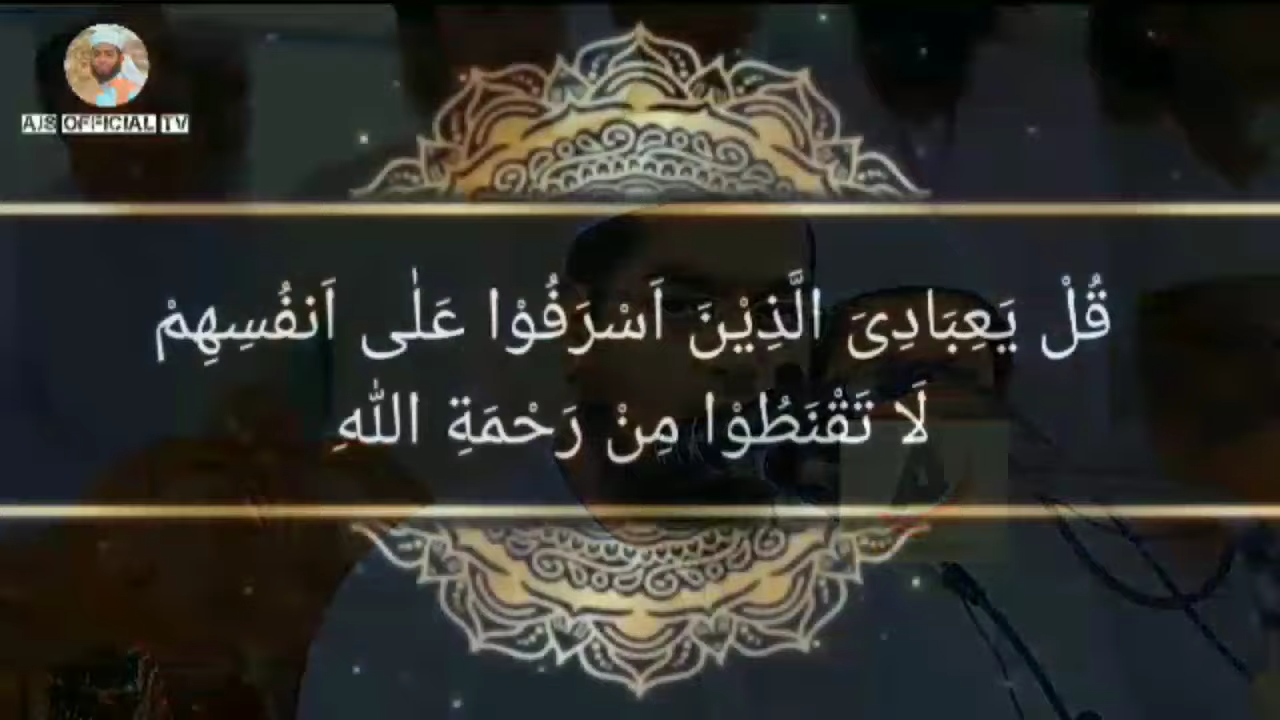 AJS OFFICIAL TV
قُلْ يَعِبَادِیَ الَّذِیْنَ اَسْرَفُوْا عَلٰی اَنفُسِهِمْ
لَا تَقْنَطُوْا مِنْ رَحْمَةِ اللّٰهِ